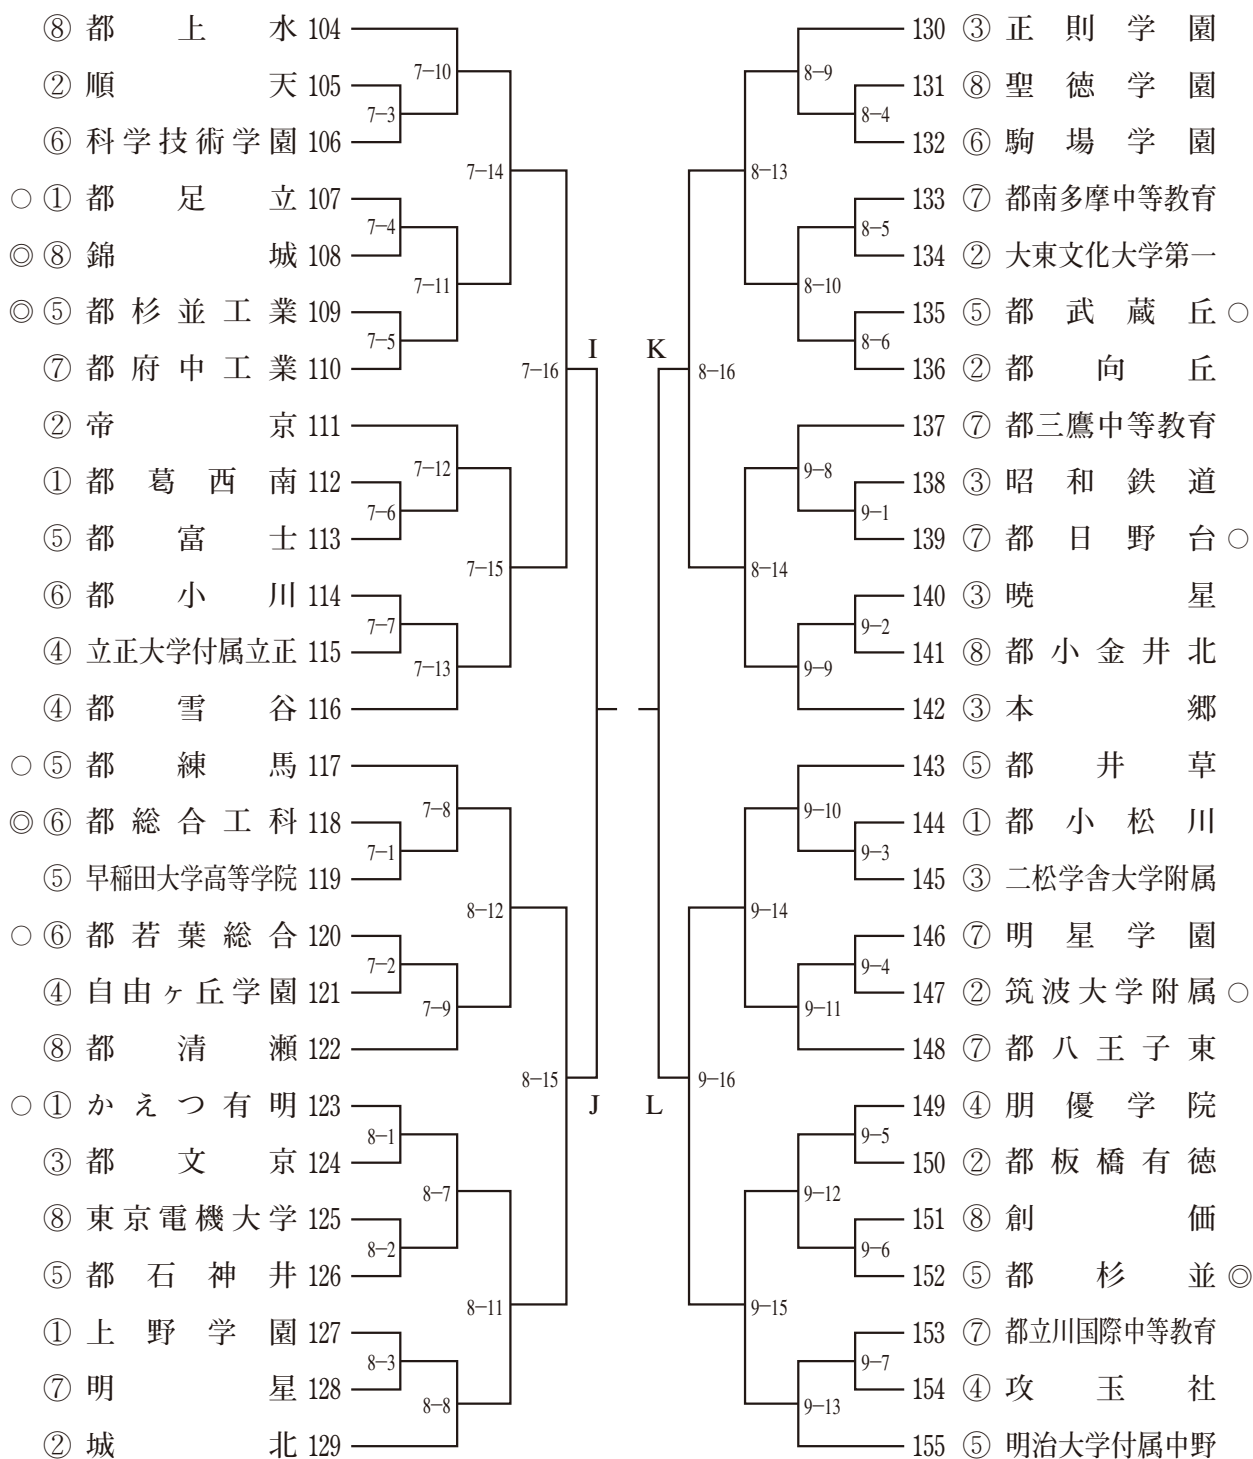 ⑧ 都上水 104
7-10
② 順天 105
7-3
⑥ 科学技術学園 106
7-14
○ ① 都足立 107
7-4
◎ ⑧ 錦城 108
7-11
◎ ⑤ 都杉並工業 109
7-5
⑦ 都府中工業 110
7-16
I
② 帝京 111
7-12
① 都葛西南 112
7-6
⑤ 都富士 113
7-15
⑥ 都小川 114
7-7
④ 立正大学付属立正 115
7-13
④ 都雪谷 116
○ ⑤ 都練馬 117
7-8
◎ ⑥ 都総合工科 118
7-1
⑤ 早稲田大学高等学院 119
8-12
○ ⑥ 都若葉総合 120
7-2
④ 自由ヶ丘学園 121
7-9
⑧ 都清瀬 122
8-15
J
○ ① かえつ有明 123
8-1
③ 都文京 124
8-7
⑧ 東京電機大学 125
8-2
⑤ 都石神井 126
8-11
① 上野学園 127
8-3
⑦ 明星 128
8-8
② 城北 129
130 ③ 正則学園
8-9
131 ⑧ 聖徳学園
8-4
132 ⑥ 駒場学園
8-13
133 ⑦ 都南多摩中等教育
8-5
134 ② 大東文化大学第一
8-10
135 ⑤ 都武蔵丘 ○
8-6
136 ② 都向丘
K
8-16
137 ⑦ 都三鷹中等教育
9-8
138 ③ 昭和鉄道
9-1
139 ⑦ 都日野台 ○
8-14
140 ③ 暁星
9-2
141 ⑧ 都小金井北
9-9
142 ③ 本郷
143 ⑤ 都井草
9-10
144 ① 都小松川
9-3
145 ③ 二松学舎大学附属
9-14
146 ⑦ 明星学園
9-4
147 ② 筑波大学附属 ○
9-11
148 ⑦ 都八王子東
L
9-16
149 ④ 朋優学院
9-5
150 ② 都板橋有徳
9-12
151 ⑧ 創価
9-6
152 ⑤ 都杉並 ◎
9-15
153 ⑦ 都立川国際中等教育
9-7
154 ④ 攻玉社
9-13
155 ⑤ 明治大学付属中野